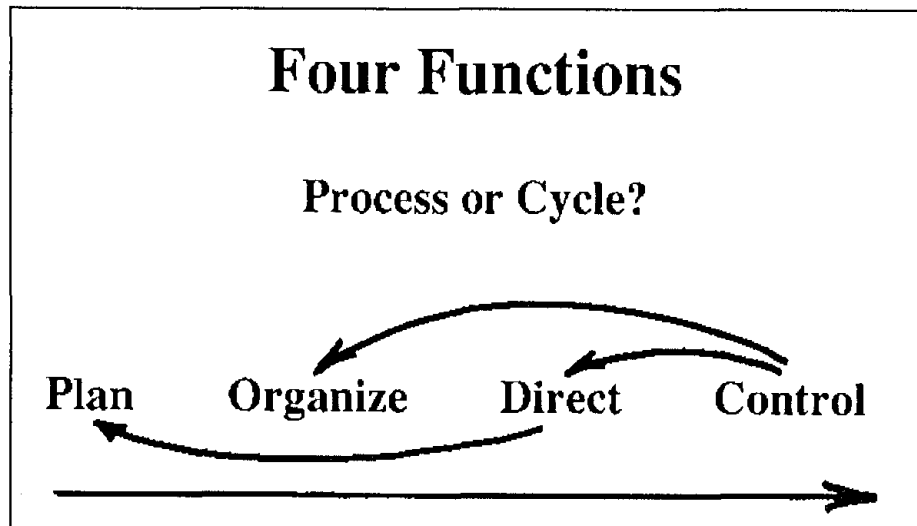 Four Functions
Process or Cycle?
Plan Organize Direct Control